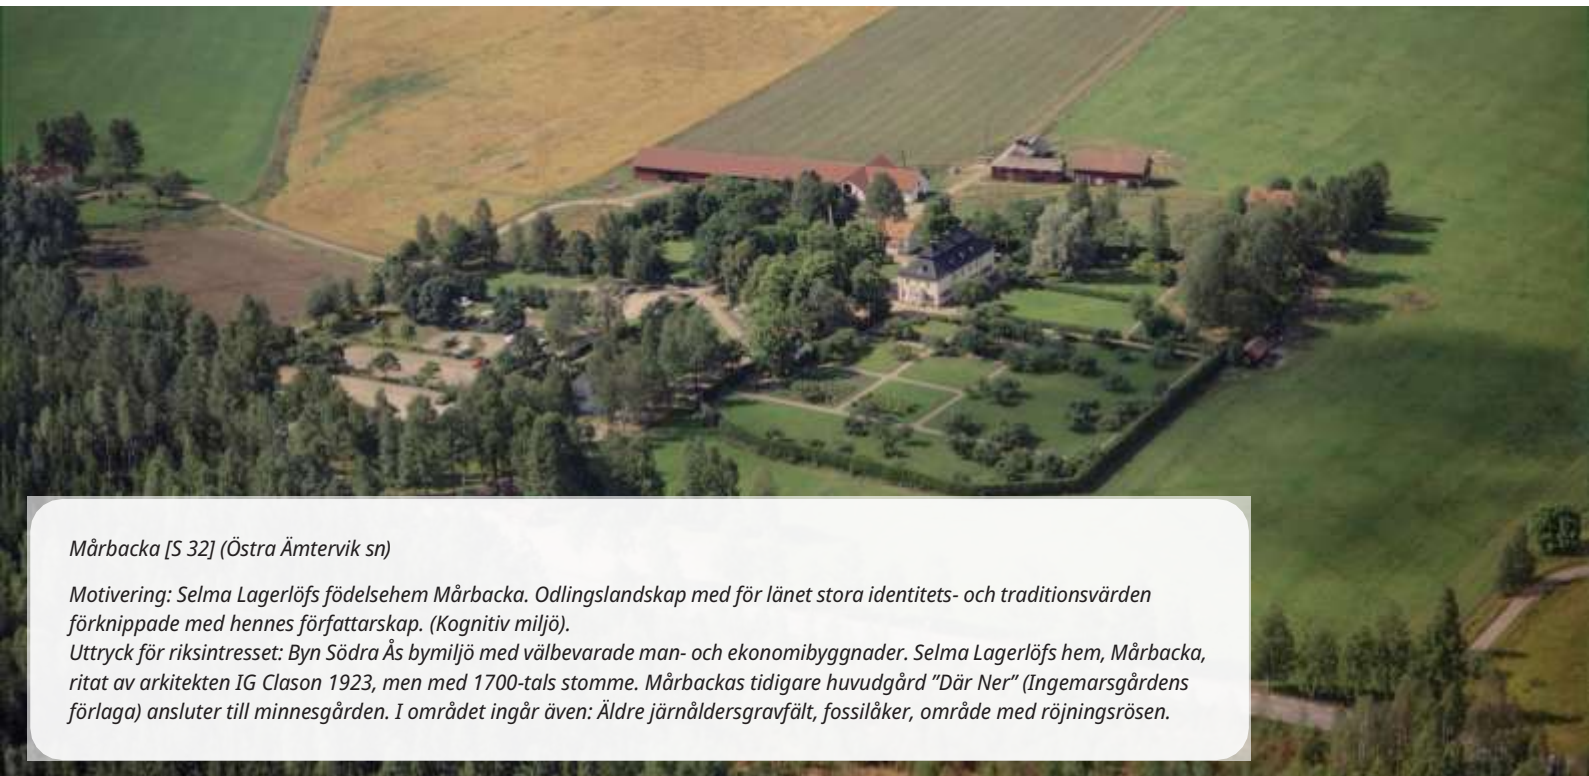 Mårbacka [S 32] (Östra Ämtervik sn)
Motivering: Selma Lagerlöfs födelsehem Mårbacka. Odlingslandskap med för länet stora identitets- och traditionsvärden
förknippade med hennes författarskap. (Kognitiv miljö).
Uttryck för riksintresset: Byn Södra Ås bymiljö med välbevarade man- och ekonomibyggnader. Selma Lagerlöfs hem, Mårbacka,
ritat av arkitekten IG Clason 1923, men med 1700-tals stomme. Mårbackas tidigare huvudgård ”Där Ner” (Ingemarsgårdens
förlaga) ansluter till minnesgården. I området ingår även: Äldre järnåldersgravfält, fossilåker, område med röjningsrösen.